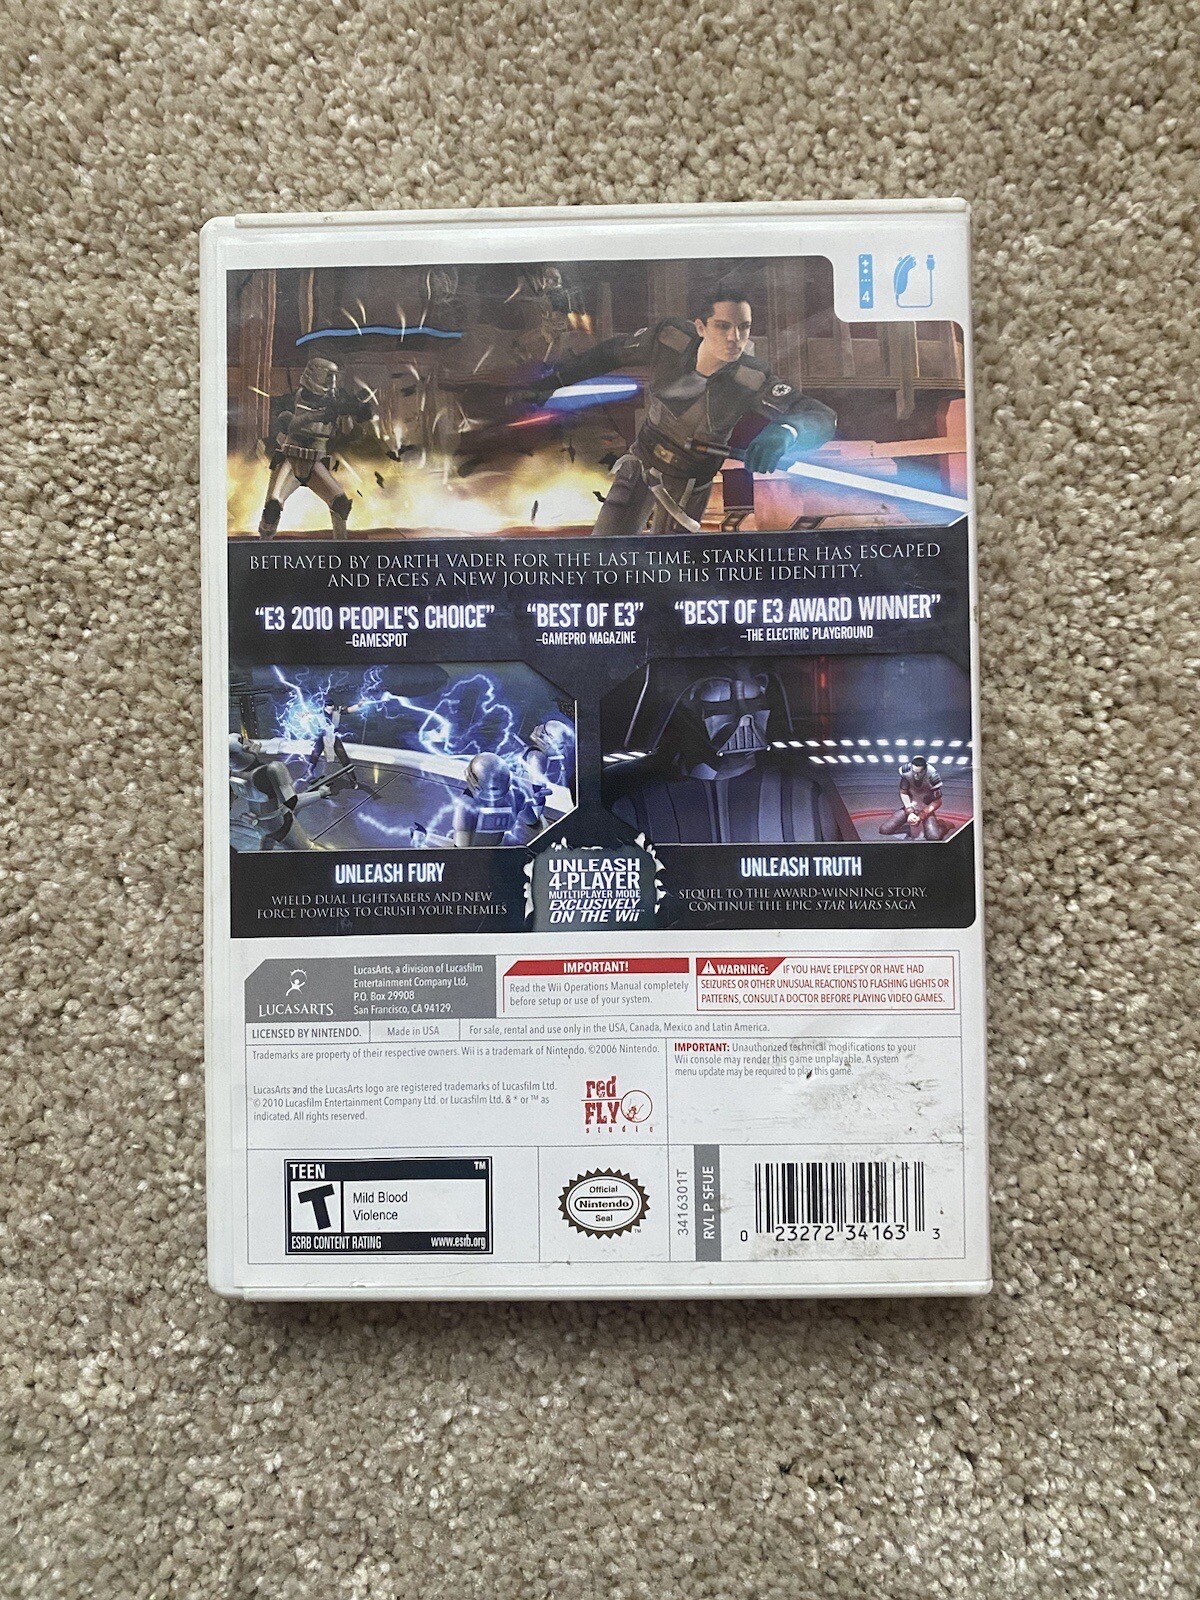 4
BETRAYED BY DARTH VADER FOR THE LAST TIME, STARKILLER HAS ESCAPED
AND FACES A NEW JOURNEY TO FIND HIS TRUE IDENTITY.
"E3 2010 PEOPLE'S CHOICE"
–GAMESPOT
"BEST OF E3"
–GAMEPRO MAGAZINE
"BEST OF E3 AWARD WINNER"
–THE ELECTRIC PLAYGROUND
UNLEASH FURY
WIELD DUAL LIGHTSABERS AND NEW
FORCE POWERS TO CRUSH YOUR ENEMIES
UNLEASH
4-PLAYER
MULTIPLAYER MODE
EXCLUSIVELY
ON THE Wii
UNLEASH TRUTH
SEQUEL TO THE AWARD-WINNING STORY.
CONTINUE THE EPIC STAR WARS SAGA
LUCASARTS
LucasArts, a division of Lucasfilm
Entertainment Company Ltd,
P.O. Box 29908
San Francisco, CA 94129.
IMPORTANT!
Read the Wii Operations Manual completely
before setup or use of your system.
WARNING: IF YOU HAVE EPILEPSY OR HAVE HAD
SEIZURES OR OTHER UNUSUAL REACTIONS TO FLASHING LIGHTS OR
PATTERNS, CONSULT A DOCTOR BEFORE PLAYING VIDEO GAMES.
LICENSED BY NINTENDO.
Made in USA
For sale, rental and use only in the USA, Canada, Mexico and Latin America.
Trademarks are property of their respective owners. Wii is a trademark of Nintendo. ©2006 Nintendo.
LucasArts and the LucasArts logo are registered trademarks of Lucasfilm Ltd.
© 2010 Lucasfilm Entertainment Company Ltd. or Lucasfilm Ltd. & ® or ™ as
indicated. All rights reserved.
red
FLY
studio
IMPORTANT: Unauthorized technical modifications to your
Wii console may render this game unplayable. A system
menu update may be required to play this game.
TEEN
TM
T
Mild Blood
Violence
ESRB CONTENT RATING
www.esrb.org
Official
Nintendo
Seal
TM
3416301T
RVL P SFUE
0 23272 34163 3